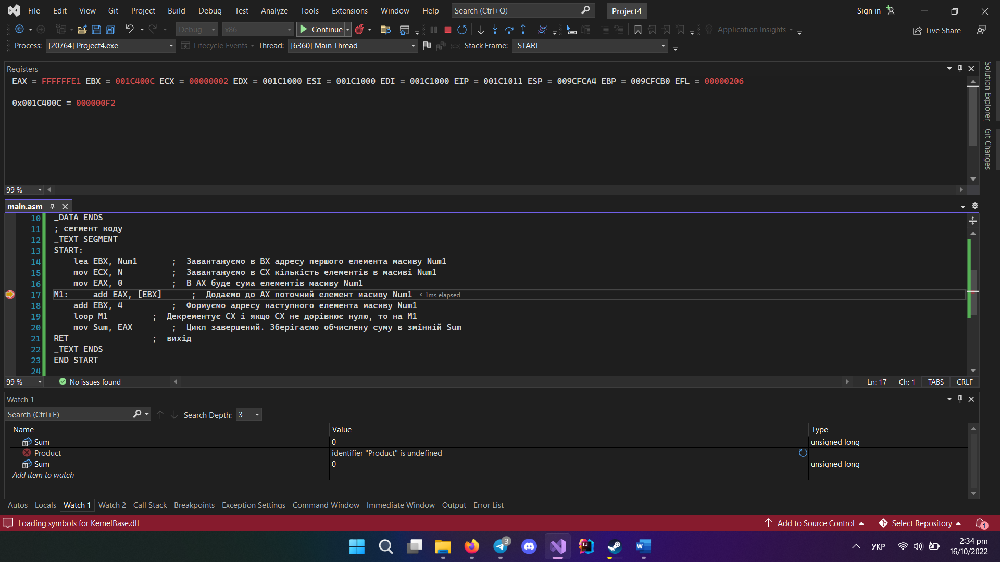 File Edit View Git Project Build Debug Test Analyze Tools Extensions Window Help Search (Ctrl+Q) Project4 Sign in
Debug x86 Continue Application Insights Live Share
Process: [20764] Project4.exe Lifecycle Events Thread: [6360] Main Thread Stack Frame: _START
Registers
EAX = FFFFFFE1 EBX = 001C400C ECX = 00000002 EDX = 001C1000 ESI = 001C1000 EDI = 001C1000 EIP = 001C1011 ESP = 009CFCA4 EBP = 009CFCB0 EFL = 00000206
0x001C400C = 000000F2
Solution Explorer
Git Changes
99 %
main.asm
10 _DATA ENDS
11 ; сегмент коду
12 _TEXT SEGMENT
13 START:
14 lea EBX, Num1 ; Завантажуємо в BX адресу першого елемента масиву Num1
15 mov ECX, N ; Завантажуємо в CX кількість елементів в масиві Num1
16 mov EAX, 0 ; В AX буде сума елементів масиву Num1
17 M1: add EAX, [EBX] ; Додаємо до AX поточний елемент масиву Num1 ≤ 1ms elapsed
18 add EBX, 4 ; Формуємо адресу наступного елемента масиву Num1
19 loop M1 ; Декрементує CX і якщо CX не дорівнює нулю, то на M1
20 mov Sum, EAX ; Цикл завершений. Зберігаємо обчислену суму в змінній Sum
21 RET ; вихід
22 _TEXT ENDS
23 END START
24
99 % No issues found Ln: 17 Ch: 1 TABS CRLF
Watch 1
Search (Ctrl+E) Search Depth: 3
Name Value Type
Sum 0 unsigned long
Product identifier "Product" is undefined
Sum 0 unsigned long
Add item to watch
Autos Locals Watch 1 Watch 2 Call Stack Breakpoints Exception Settings Command Window Immediate Window Output Error List
Loading symbols for KernelBase.dll Add to Source Control Select Repository 1
3 УКР 2:34 pm
16/10/2022